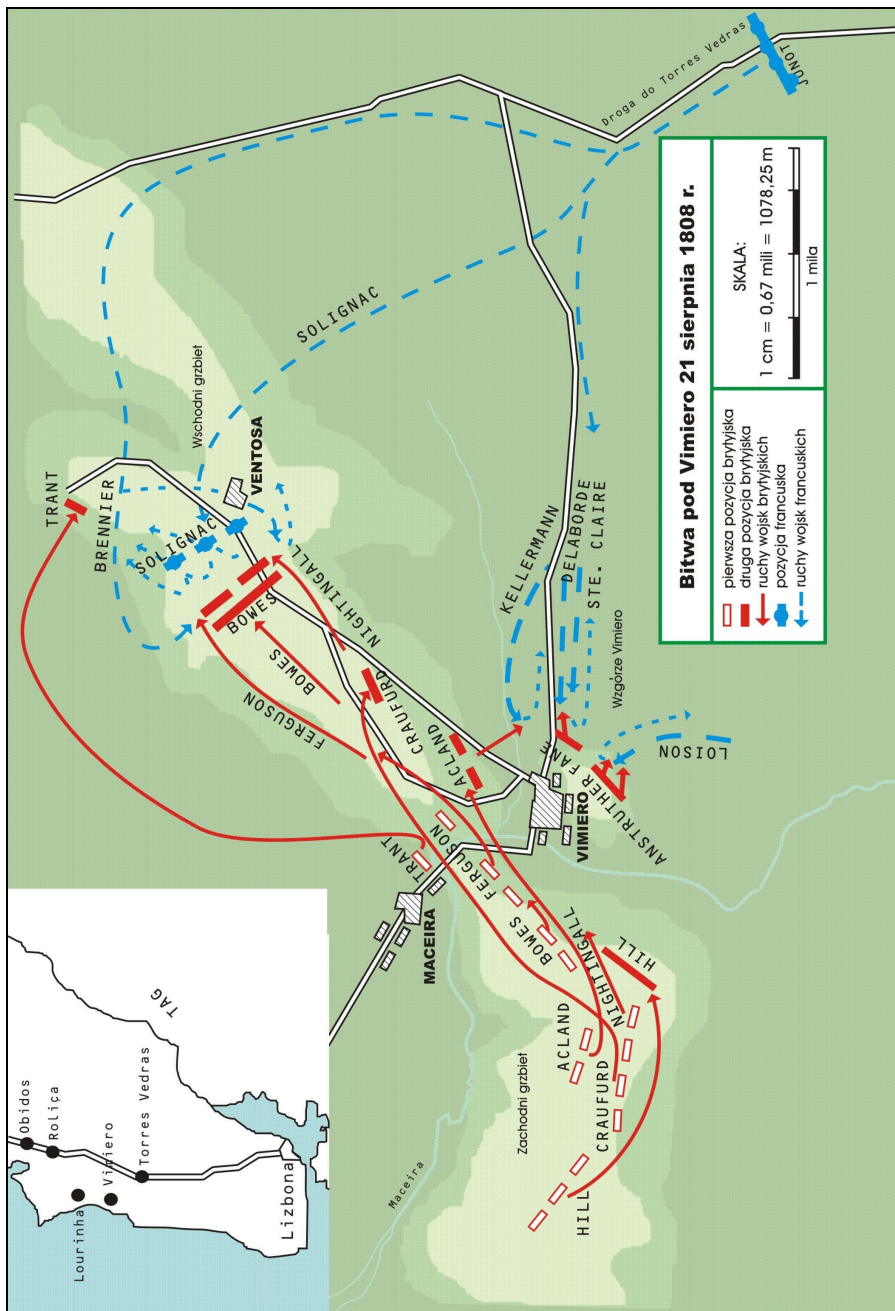 Obidos
Roliça
Vimiero
Torres Vedras
Lourinha
Lizbona
TAG
Droga do Torres Vedras
JUNOT
SOLIGNAC
Wschodni grzbiet
VENTOSA
TRANT
BRENNIER
SOLIGNAC
BOWES
NIGHTINGALL
BOWES
FERGUSON
CRAUFURD
ACLAND
KELLERMANN
DELABORDE
STE. CLAIRE
Wzgórze Vimiero
LOISON
FANE
ANSTRUTHER
VIMIERO
TRANT
FERGUSON
MACEIRA
BOWES
NIGHTINGALL
HILL
ACLAND
CRAUFURD
Zachodni grzbiet
HILL
Maceira
Bitwa pod Vimiero 21 sierpnia 1808 r.
pierwsza pozycja bryłyjska
druga pozycja bryłyjska
ruchy wojsk bryłyjskich
pozycja francuska
ruchy wojsk francuskich
SKALA:
1 cm = 0,67 mili = 1078,25 m
1 mila